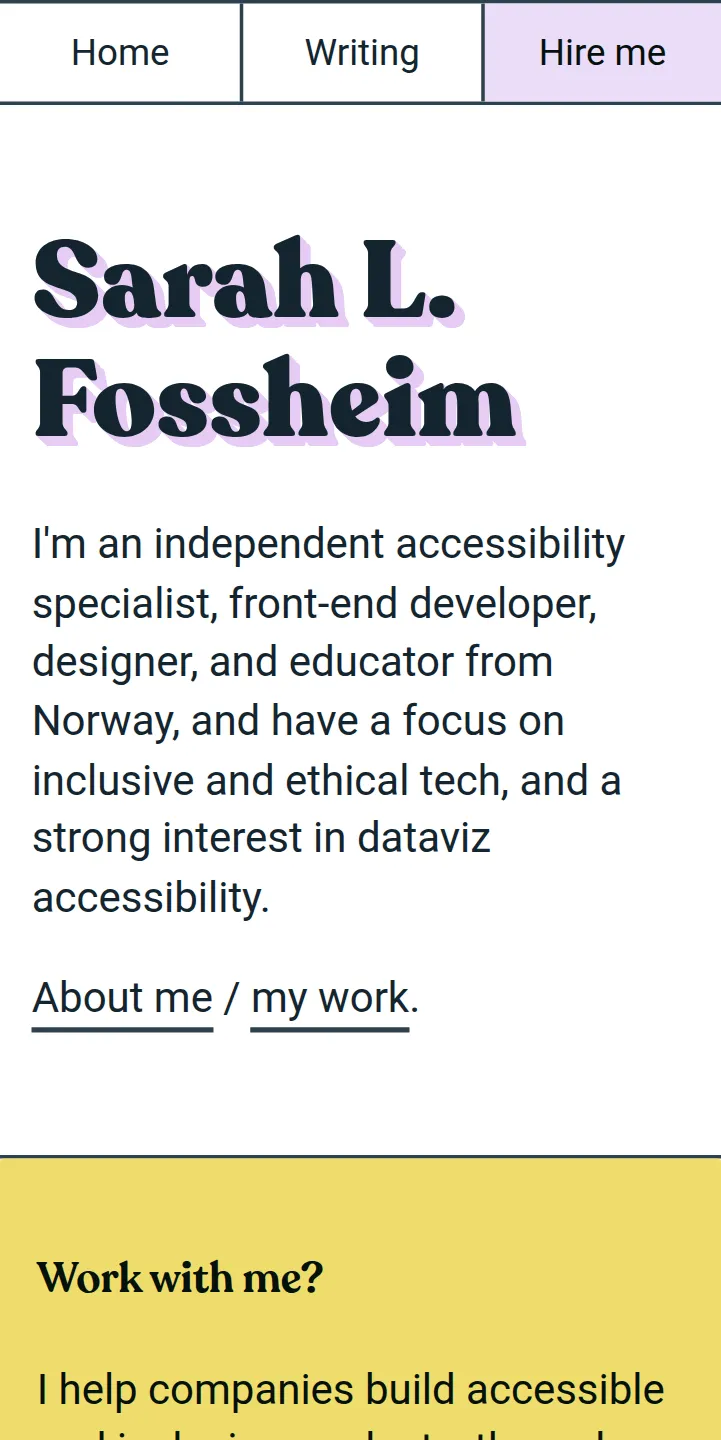 Home
Writing
Hire me
Sarah L.
Fossheim
I'm an independent accessibility
specialist, front-end developer,
designer, and educator from
Norway, and have a focus on
inclusive and ethical tech, and a
strong interest in dataviz
accessibility.
About me / my work.
Work with me?
I help companies build accessible